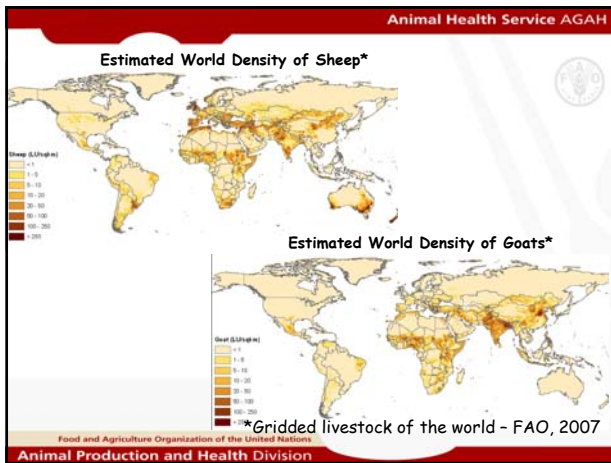 Animal Health Service AGAH
Estimated World Density of Sheep*
Sheep (LU/sqkm)
< 1
1 - 5
5 - 10
10 - 20
20 - 50
50 - 100
100 - 250
> 250
Estimated World Density of Goats*
Goat (LU/sqkm)
< 1
1 - 5
5 - 10
10 - 20
20 - 50
50 - 100
100 - 250
*Gridded livestock of the world – FAO, 2007
Food and Agriculture Organization of the United Nations
Animal Production and Health Division